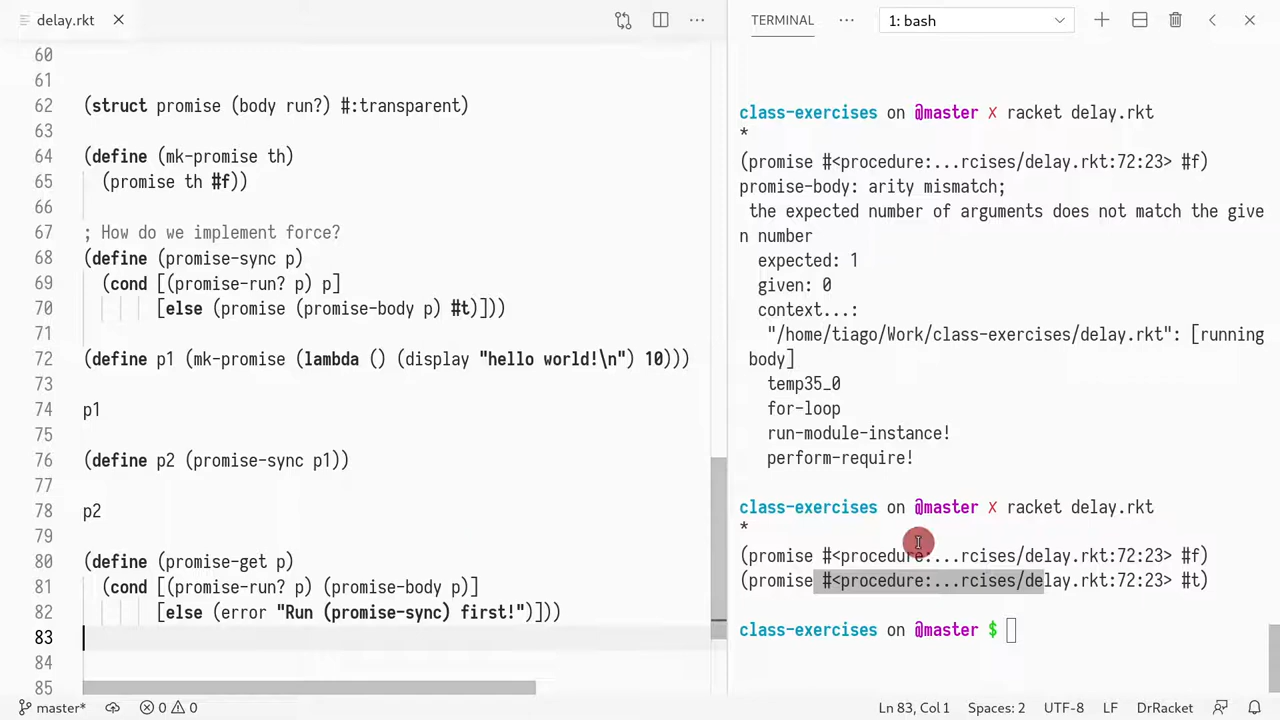 delay.rkt
TERMINAL
1: bash
60
61
62 (struct promise (body run?) #:transparent)
63
64 (define (mk-promise th)
65 (promise th #f))
66
67 ; How do we implement force?
68 (define (promise-sync p)
69 (cond [(promise-run? p) p]
70 [else (promise (promise-body p) #t)]))
71
72 (define p1 (mk-promise (lambda () (display "hello world!\n") 10)))
73
74 p1
75
76 (define p2 (promise-sync p1))
77
78 p2
79
80 (define (promise-get p)
81 (cond [(promise-run? p) (promise-body p)]
82 [else (error "Run (promise-sync) first!")]))
83
84
85
class-exercises on @master ✗ racket delay.rkt
*
(promise #<procedure:...rcises/delay.rkt:72:23> #f)
promise-body: arity mismatch;
the expected number of arguments does not match the give
n number
expected: 1
given: 0
context...:
"/home/tiago/Work/class-exercises/delay.rkt": [running
body]
temp35_0
for-loop
run-module-instance!
perform-require!
class-exercises on @master ✗ racket delay.rkt
*
(promise #<procedure:...rcises/delay.rkt:72:23> #f)
(promise #<procedure:...rcises/delay.rkt:72:23> #t)
class-exercises on @master $
master* 0 0 Ln 83, Col 1 Spaces: 2 UTF-8 LF DrRacket